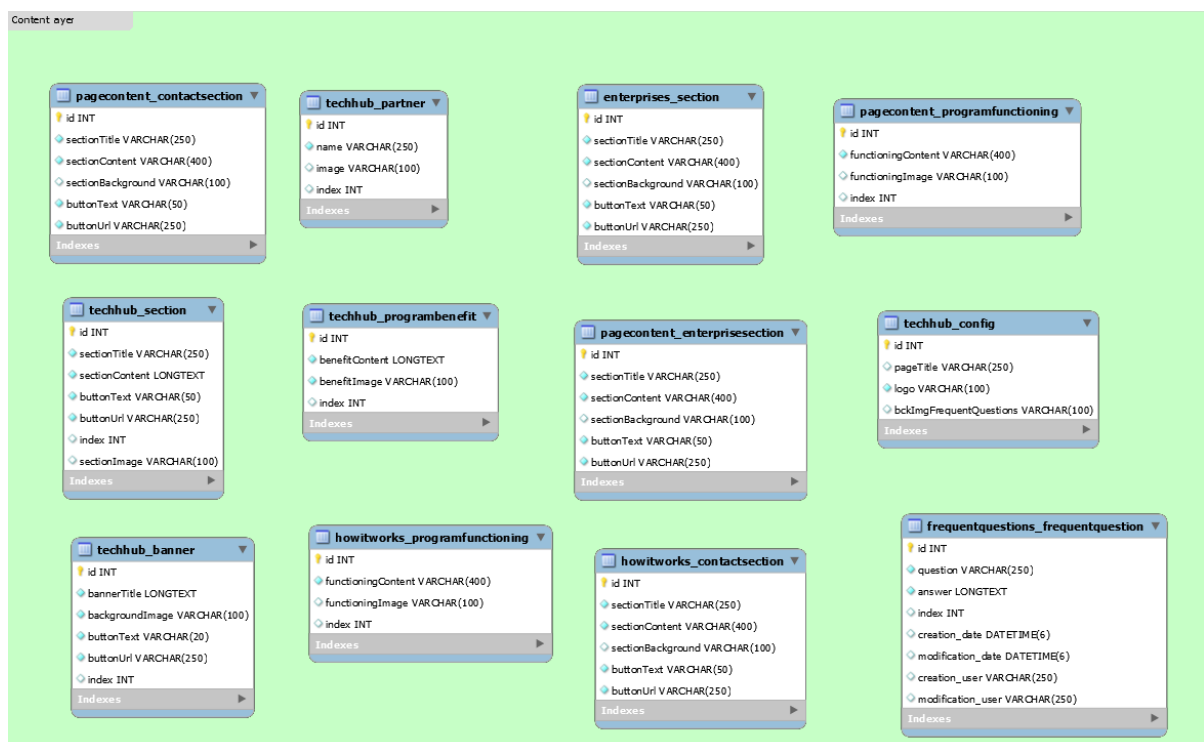 Content ayer
pagecontent_contactsection
id INT
sectionTitle VARCHAR(250)
sectionContent VARCHAR(400)
sectionBackground VARCHAR(100)
buttonText VARCHAR(50)
buttonUrl VARCHAR(250)
Indexes
techhub_partner
id INT
name VARCHAR(250)
image VARCHAR(100)
index INT
Indexes
enterprises_section
id INT
sectionTitle VARCHAR(250)
sectionContent VARCHAR(400)
sectionBackground VARCHAR(100)
buttonText VARCHAR(50)
buttonUrl VARCHAR(250)
Indexes
pagecontent_programfunctioning
id INT
functioningContent VARCHAR(400)
functioningImage VARCHAR(100)
index INT
Indexes
techhub_section
id INT
sectionTitle VARCHAR(250)
sectionContent LONGTEXT
buttonText VARCHAR(50)
buttonUrl VARCHAR(250)
index INT
sectionImage VARCHAR(100)
Indexes
techhub_programbenefit
id INT
benefitContent LONGTEXT
benefitImage VARCHAR(100)
index INT
Indexes
pagecontent_enterprisesection
id INT
sectionTitle VARCHAR(250)
sectionContent VARCHAR(400)
sectionBackground VARCHAR(100)
buttonText VARCHAR(50)
buttonUrl VARCHAR(250)
Indexes
techhub_config
id INT
pageTitle VARCHAR(250)
logo VARCHAR(100)
bckImgFrequentQuestions VARCHAR(100)
Indexes
techhub_banner
id INT
bannerTitle LONGTEXT
backgroundImage VARCHAR(100)
buttonText VARCHAR(20)
buttonUrl VARCHAR(250)
index INT
Indexes
howitworks_programfunctioning
id INT
functioningContent VARCHAR(400)
functioningImage VARCHAR(100)
index INT
Indexes
howitworks_contactsection
id INT
sectionTitle VARCHAR(250)
sectionContent VARCHAR(400)
sectionBackground VARCHAR(100)
buttonText VARCHAR(50)
buttonUrl VARCHAR(250)
Indexes
frequentquestions_frequentquestion
id INT
question VARCHAR(250)
answer LONGTEXT
index INT
creation_date DATETIME(6)
modification_date DATETIME(6)
creation_user VARCHAR(250)
modification_user VARCHAR(250)
Indexes